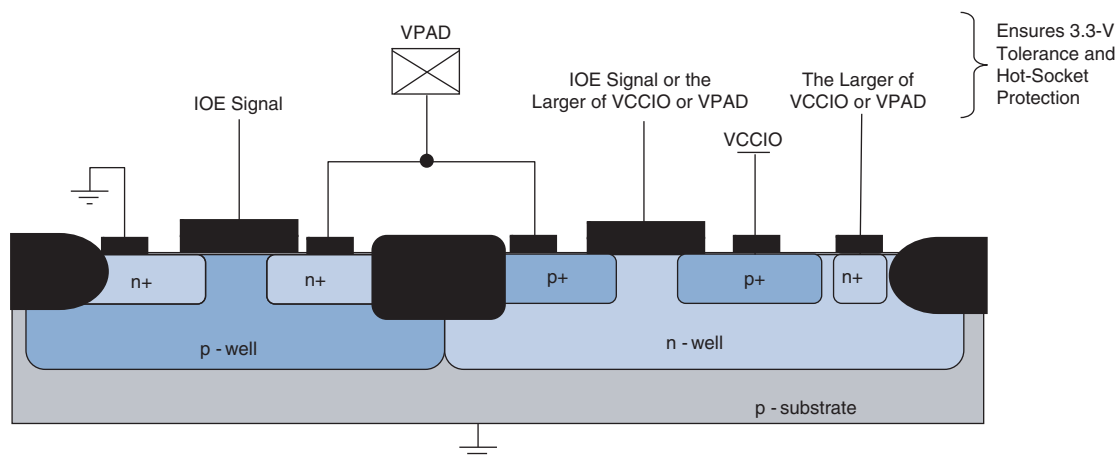 VPAD
Ensures 3.3-V
Tolerance and
Hot-Socket
Protection
IOE Signal
IOE Signal or the
Larger of VCCIO or VPAD
The Larger of
VCCIO or VPAD
VCCIO
n+
n+
p+
p+
n+
p - well
n - well
p - substrate